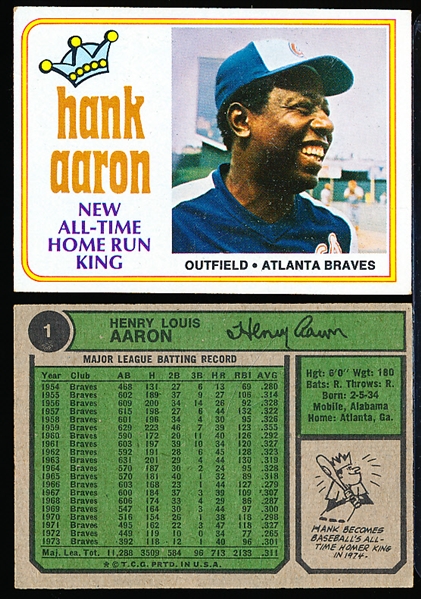 hank
aaron
NEW
ALL-TIME
HOME RUN
KING
OUTFIELD • ATLANTA BRAVES
1
HENRY LOUIS
AARON
Henry Aaron
MAJOR LEAGUE BATTING RECORD
Year Club AB H 2B 3B HR RBI AVG
1954 Braves 468 131 27 6 13 69 .280
1955 Braves 602 189 37 9 27 106 .314
1956 Braves 609 200 34 14 26 92 .328
1957 Braves 615 198 27 6 44 132 .322
1958 Braves 601 196 34 4 30 95 .326
1959 Braves 629 223 46 7 39 123 .355
1960 Braves 590 172 20 11 40 126 .292
1961 Braves 603 197 39 10 34 120 .327
1962 Braves 592 191 28 6 45 128 .323
1963 Braves 631 201 29 4 44 130 .319
1964 Braves 570 187 30 2 24 95 .328
1965 Braves 570 181 40 1 32 89 .318
1966 Braves 603 168 23 1 44 127 .279
1967 Braves 600 184 37 3 39 109 .307
1968 Braves 606 174 33 4 29 86 .287
1969 Braves 547 164 30 3 44 97 .300
1970 Braves 516 154 26 1 38 118 .298
1971 Braves 495 162 22 3 47 118 .327
1972 Braves 449 119 10 0 34 77 .265
1973 Braves 392 118 12 1 40 96 .301
Maj. Lea. Tot. 11,288 3509 584 96 713 2133 .311
* © T.C.G. PRTD. IN U.S.A.
Hgt: 6'0" Wgt: 180
Bats: R. Throws: R.
Born: 2-5-34
Mobile, Alabama
Home: Atlanta, Ga.
HANK BECOMES
BASEBALL'S ALL-
TIME HOMER KING
IN 1974.